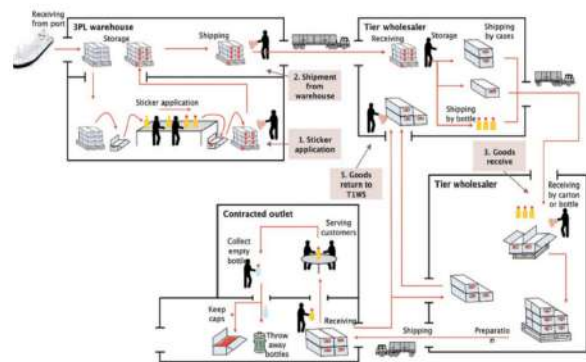 Receiving
from port
3PL warehouse
Storage
Shipping
2. Shipment
from
warehouse
Sticker application
1. Sticker
application
Tier wholesaler
Receiving
Storage
Shipping
by cases
Shipping
by bottle
5. Goods
return to
T1WS
3. Goods
receive
Tier wholesaler
Receiving
by carton
or bottle
Preparatio
n
Shipping
Contracted outlet
Serving
customers
Collect
empty
bottle
Keep
caps
Throw
away
bottles
Receiving